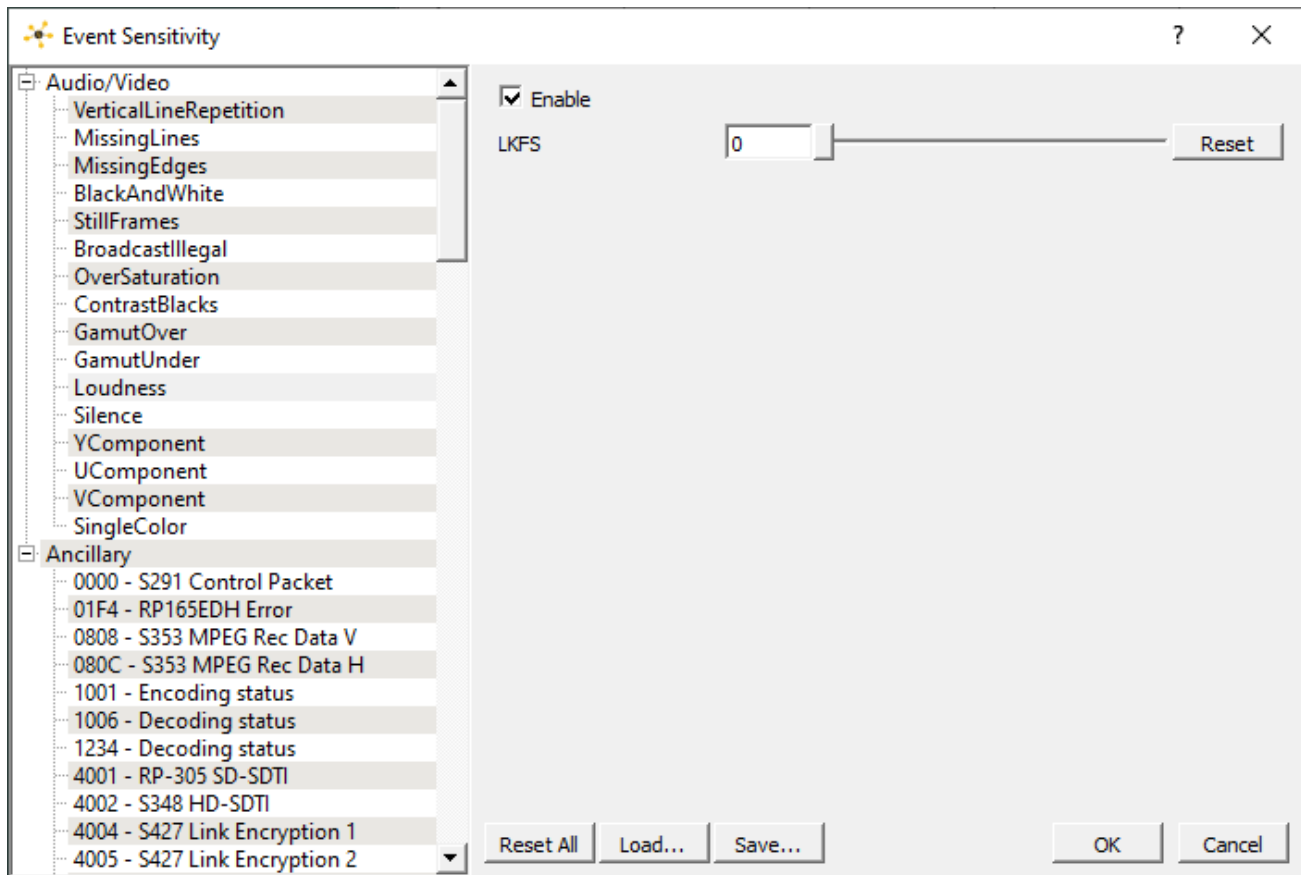 Event Sensitivity
?
Audio/Video
VerticalLineRepetition
MissingLines
MissingEdges
BlackAndWhite
StillFrames
BroadcastIllegal
OverSaturation
ContrastBlacks
GamutOver
GamutUnder
Loudness
Silence
YComponent
UComponent
VComponent
SingleColor
Ancillary
0000 - S291 Control Packet
01F4 - RP165EDH Error
0808 - S353 MPEG Rec Data V
080C - S353 MPEG Rec Data H
1001 - Encoding status
1006 - Decoding status
1234 - Decoding status
4001 - RP-305 SD-SDTI
4002 - S348 HD-SDTI
4004 - S427 Link Encryption 1
4005 - S427 Link Encryption 2
Enable
LKFS 0 Reset
Reset All Load... Save... OK Cancel